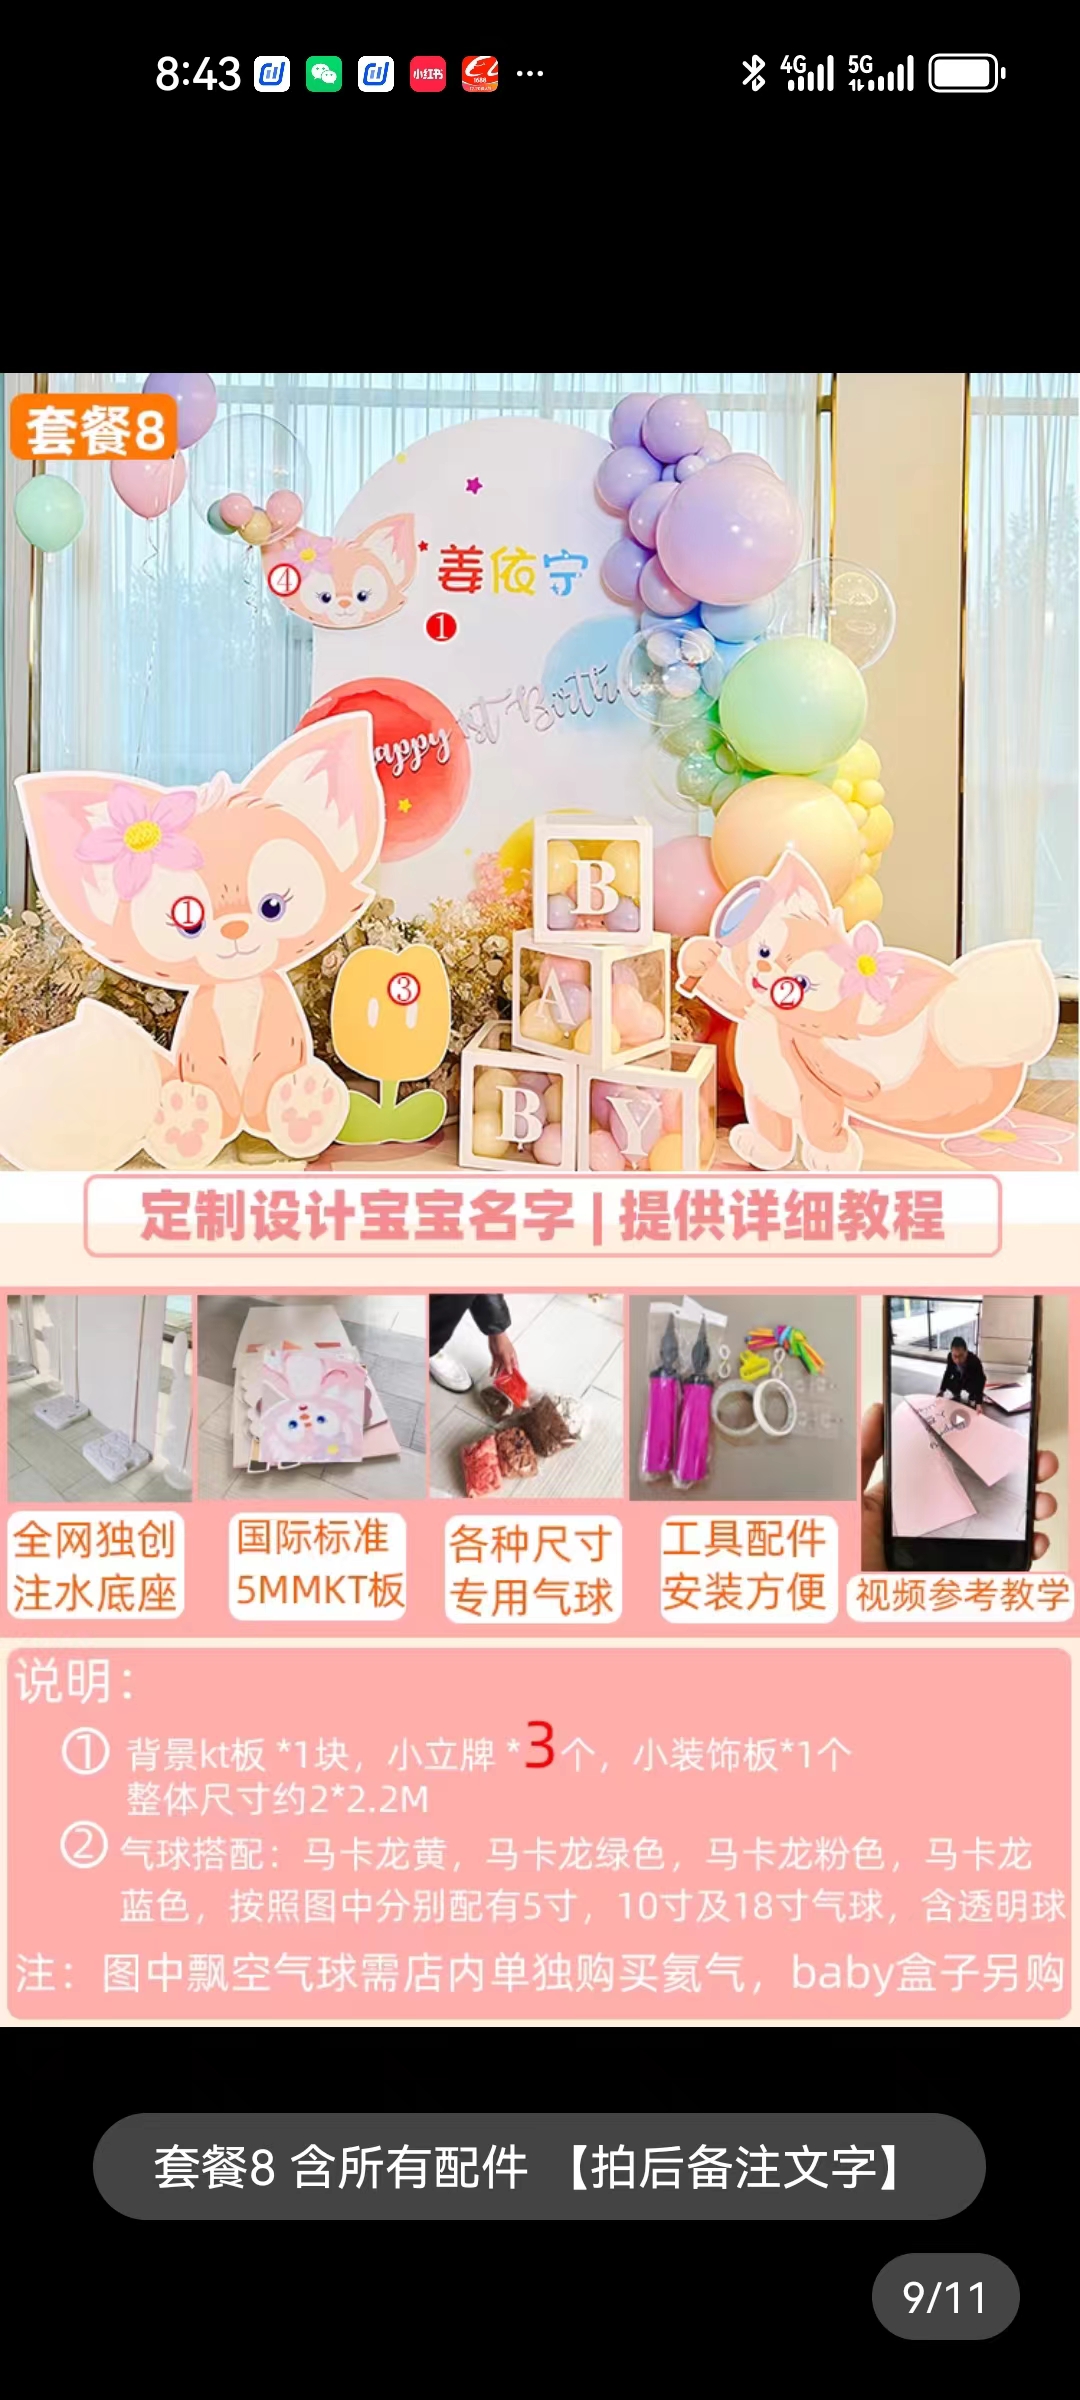 8:43
4G
5G
套餐8
④
姜依宁
①
appy 1st Birth
①
③
②
B
A
B Y
定制设计宝宝名字 | 提供详细教程
全网独创
注水底座
国际标准
5MMKT板
各种尺寸
专用气球
工具配件
安装方便
视频参考教学
说明：
① 背景kt板 *1块，小立牌 *3个，小装饰板*1个
整体尺寸约2*2.2M
② 气球搭配：马卡龙黄，马卡龙绿色，马卡龙粉色，马卡龙
蓝色，按照图中分别配有5寸，10寸及18寸气球，含透明球
注：图中飘空气球需店内单独购买氦气，baby盒子另购
套餐8 含所有配件 【拍后备注文字】
9/11